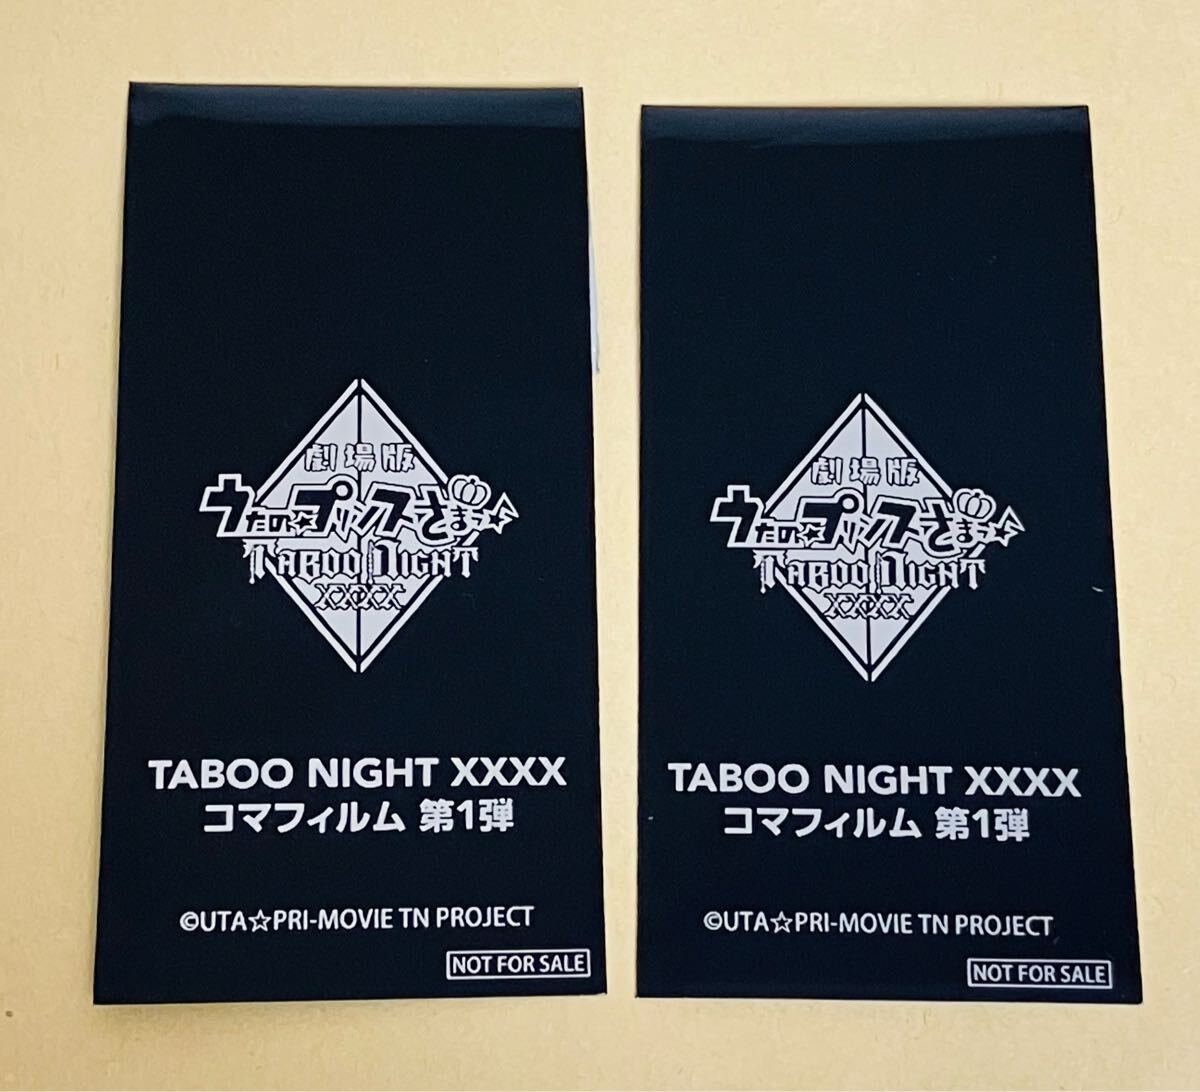 劇場版
うたの☆プリンスさまっ♪
TABOO NIGHT
XXXX
TABOO NIGHT XXXX
コマフィルム 第1弾
©UTA☆PRI-MOVIE TN PROJECT
NOT FOR SALE
劇場版
うたの☆プリンスさまっ♪
TABOO NIGHT
XXXX
TABOO NIGHT XXXX
コマフィルム 第1弾
©UTA☆PRI-MOVIE TN PROJECT
NOT FOR SALE